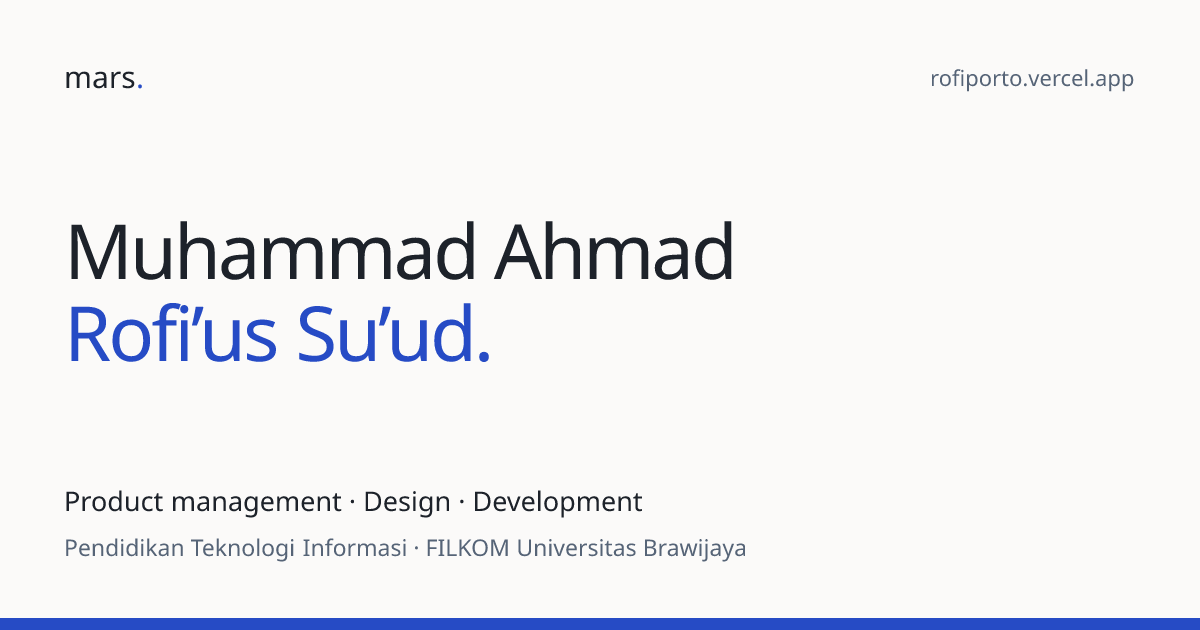 mars.
rofiporto.vercel.app
Muhammad Ahmad
Rofi’us Su’ud.
Product management · Design · Development
Pendidikan Teknologi Informasi · FILKOM Universitas Brawijaya